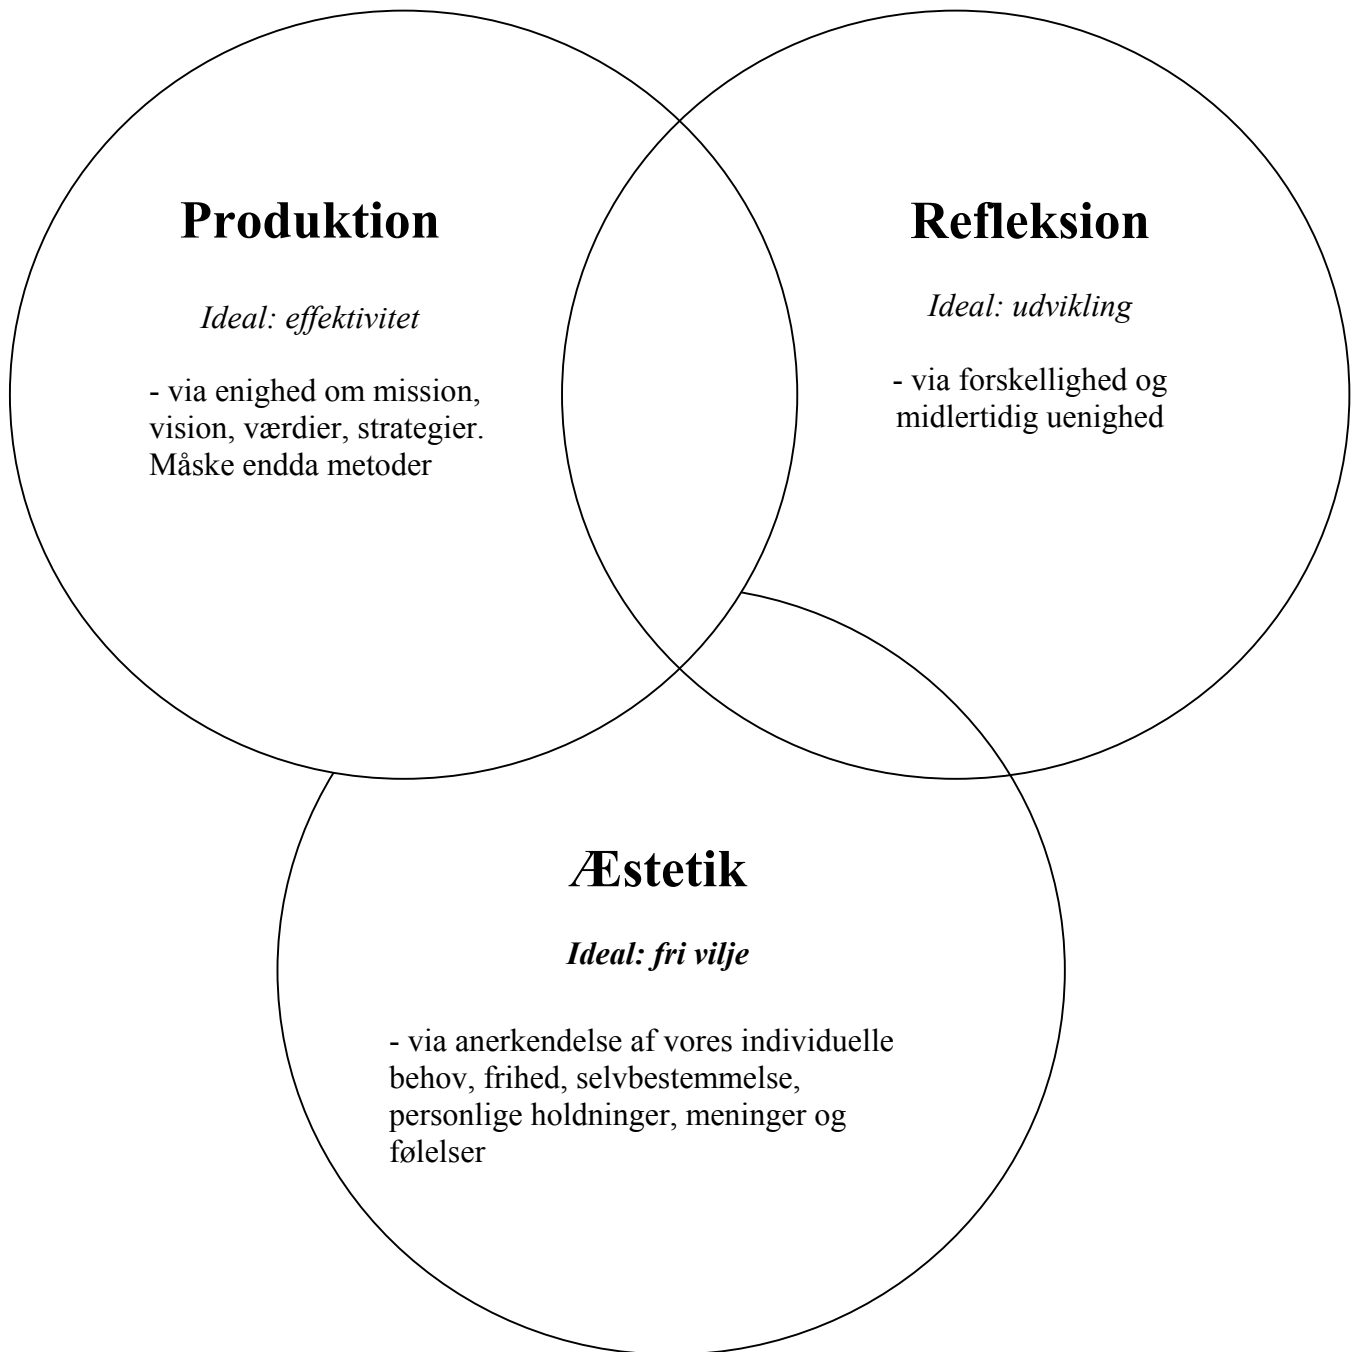 Produktion
Ideal: effektivitet
- via enighed om mission,
vision, værdier, strategier.
Måske endda metoder
Refleksion
Ideal: udvikling
- via forskellighed og
midlertidig uenighed
Æstetik
Ideal: fri vilje
- via anerkendelse af vores individuelle
behov, frihed, selvbestemmelse,
personlige holdninger, meninger og
følelser